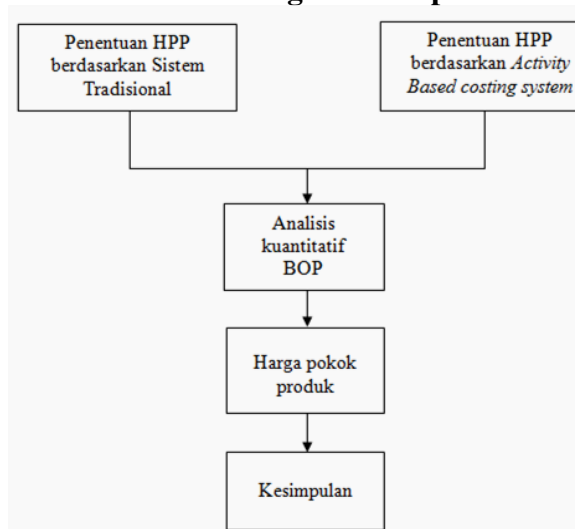 Penentuan HPP
berdasarkan Sistem
Tradisional
Penentuan HPP
berdasarkan Activity
Based costing system
Analisis
kuantitatif
BOP
Harga pokok
produk
Kesimpulan